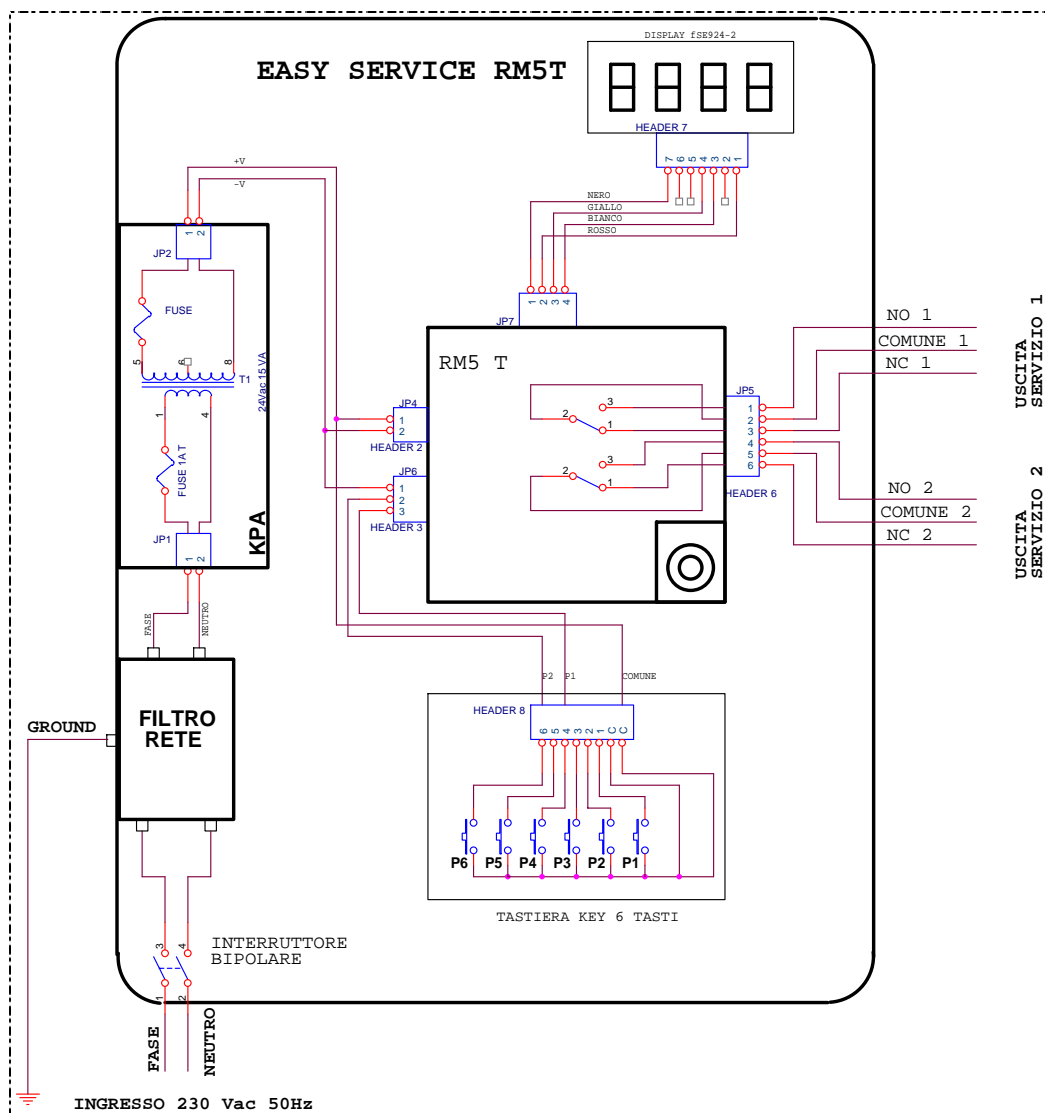 DISPLAY fSE924-2
EASY SERVICE RM5T
HEADER 7
7 6 5 4 3 2 1
+V
-V
NERO
GIALLO
BIANCO
ROSSO
1 2
JP2
FUSE
5 6 8
T1
24Vac 15 VA
1 4
FUSE 1A T
JP1
1 2
KPA
JP7
1 2 3 4
RM5 T
JP4
1
2
HEADER 2
JP6
1
2
3
HEADER 3
3
2
1
3
2
1
JP5
1
2
3
4
5
6
HEADER 6
NO 1
COMUNE 1
NC 1
USCITA
SERVIZIO 1
NO 2
COMUNE 2
NC 2
USCITA
SERVIZIO 2
FASE
NEUTRO
FILTRO
RETE
GROUND
P2 P1 COMUNE
HEADER 8
6 5 4 3 2 1 C C
P6 P5 P4 P3 P2 P1
TASTIERA KEY 6 TASTI
INTERRUTTORE
BIPOLARE
3 4
1 2
FASE
NEUTRO
INGRESSO 230 Vac 50Hz